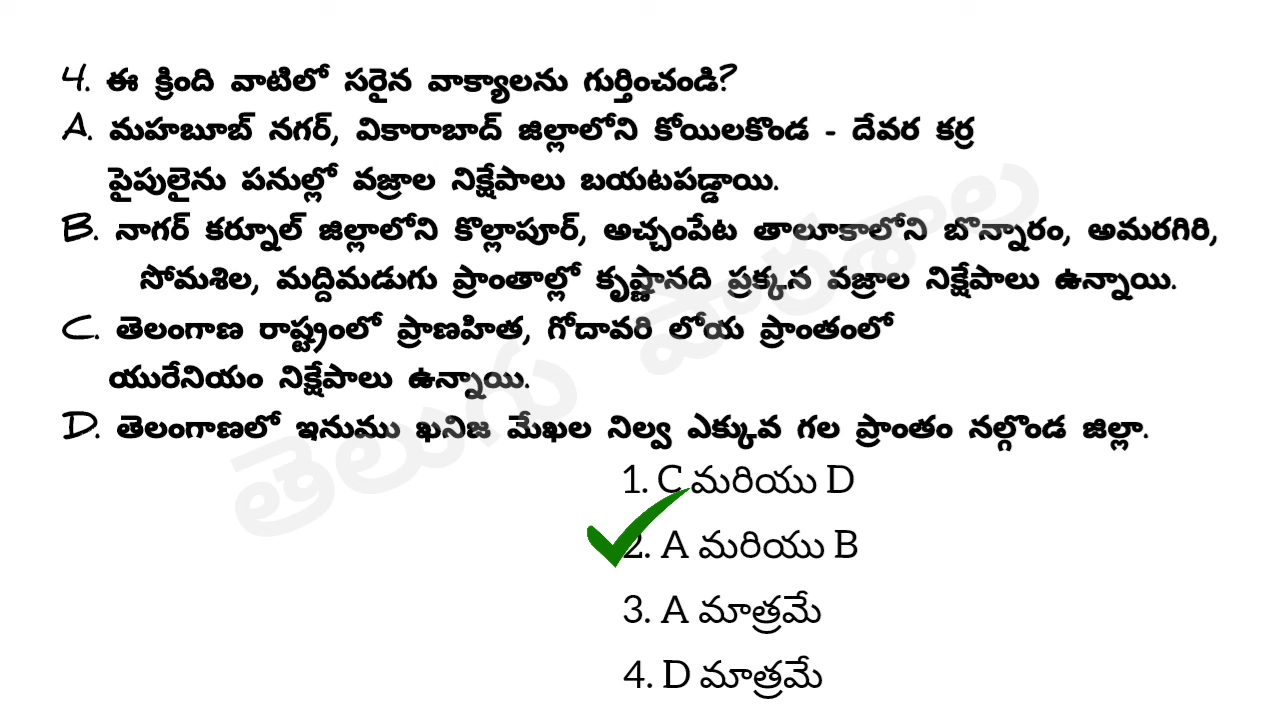 4. ఈ క్రింది వాటిలో సరైన వాక్యాలను గుర్తించండి?
A. మహబూబ్ నగర్, వికారాబాద్ జిల్లాలోని కోయిలకొండ - దేవర కర్ర
పైపులైను పనుల్లో వజ్రాల నిక్షేపాలు బయటపడ్డాయి.
B. నాగర్ కర్నూల్ జిల్లాలోని కొల్లాపూర్, అచ్చంపేట తాలూకాలోని బొన్నారం, అమరగిరి,
సోమశిల, మద్దిమడుగు ప్రాంతాల్లో కృష్ణానది ప్రక్కన వజ్రాల నిక్షేపాలు ఉన్నాయి.
C. తెలంగాణ రాష్ట్రంలో ప్రాణహిత, గోదావరి లోయ ప్రాంతంలో
యురేనియం నిక్షేపాలు ఉన్నాయి.
D. తెలంగాణలో ఇనుము ఖనిజ మేఖల నిల్వ ఎక్కువ గల ప్రాంతం నల్గొండ జిల్లా.
1. C మరియు D
2. A మరియు B
3. A మాత్రమే
4. D మాత్రమే
తెలుగు పాఠశాల